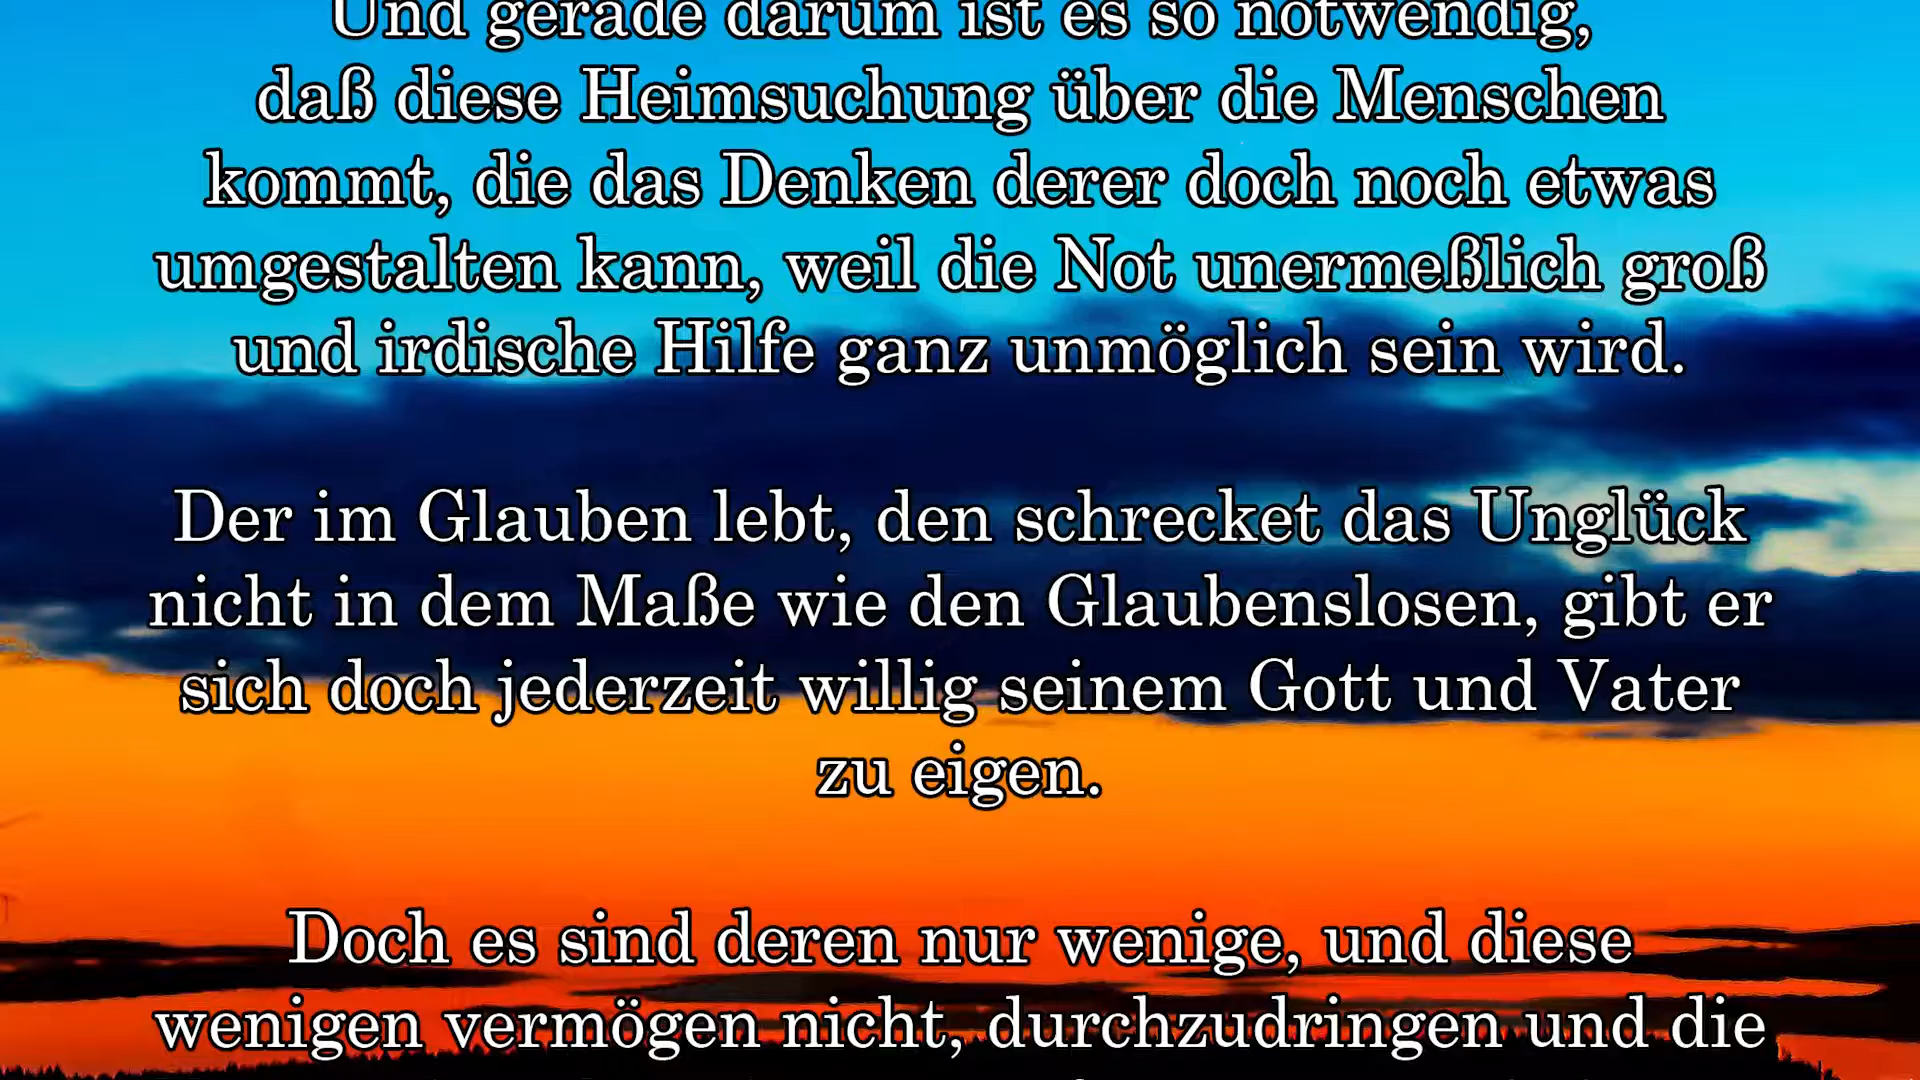 Und gerade darum ist es so notwendig,
daß diese Heimsuchung über die Menschen
kommt, die das Denken derer doch noch etwas
umgestalten kann, weil die Not unermeßlich groß
und irdische Hilfe ganz unmöglich sein wird.
Der im Glauben lebt, den schrecket das Unglück
nicht in dem Maße wie den Glaubenslosen, gibt er
sich doch jederzeit willig seinem Gott und Vater
zu eigen.
Doch es sind deren nur wenige, und diese
wenigen vermögen nicht, durchzudringen und die